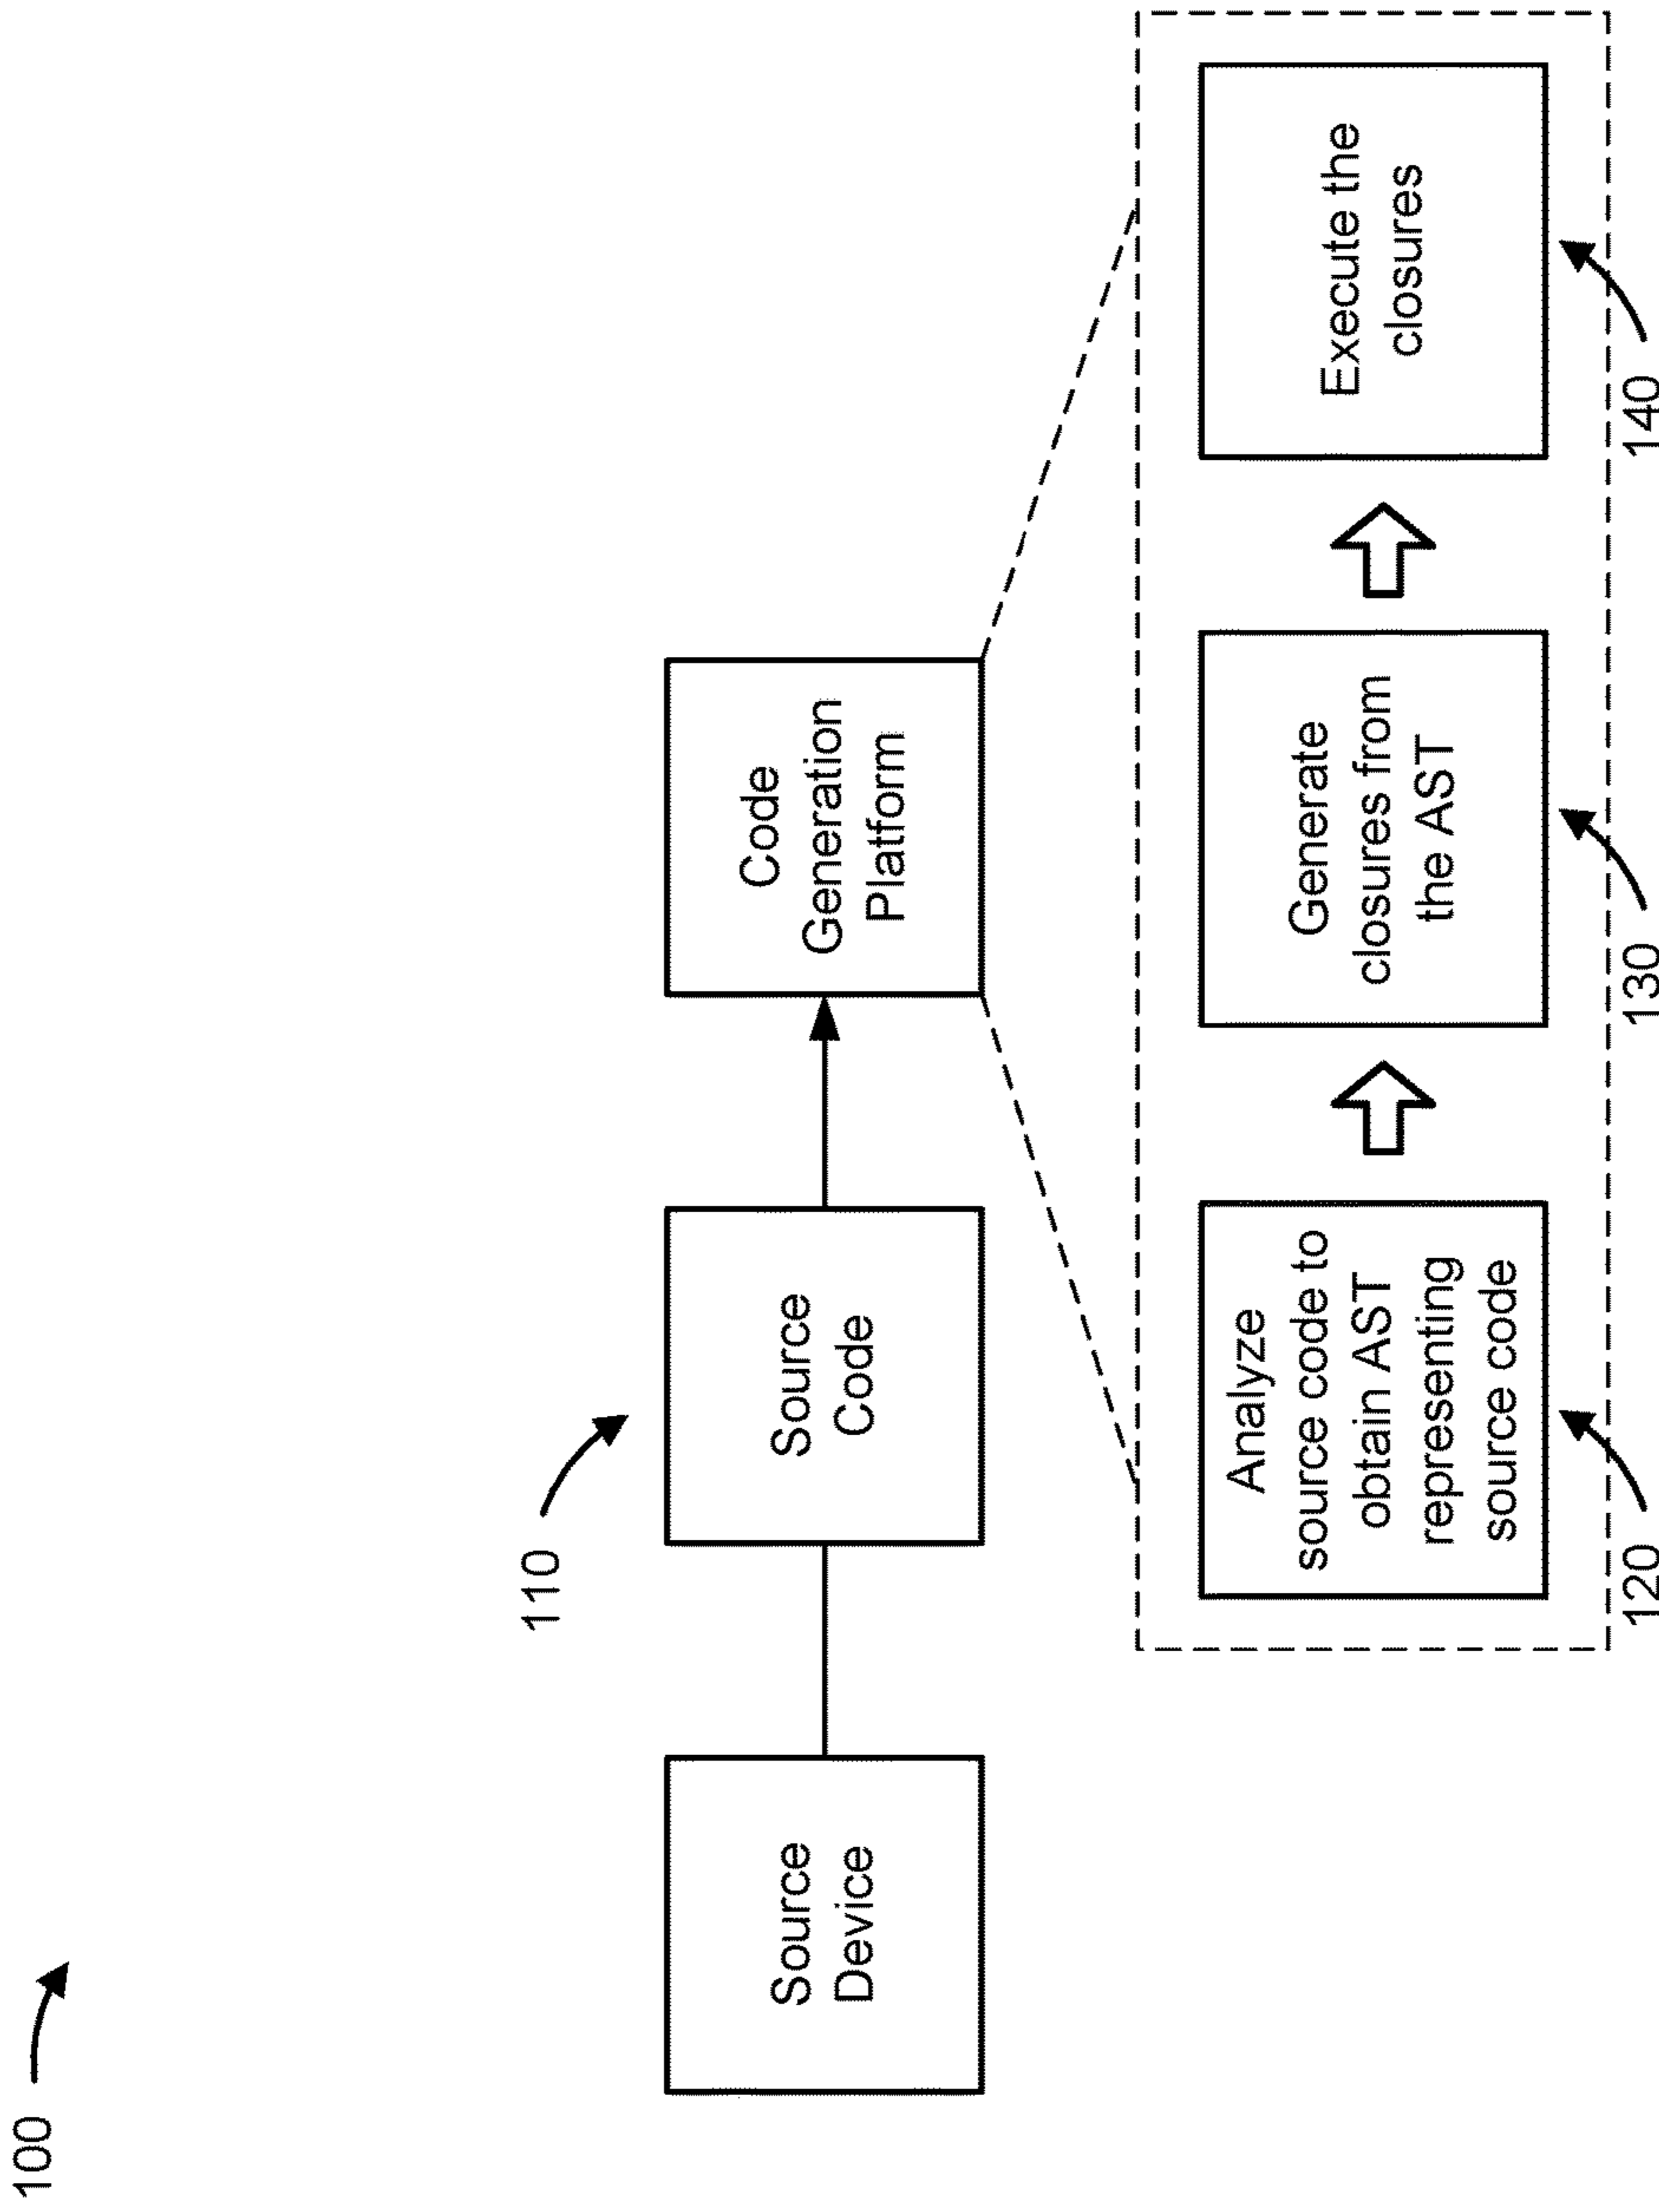 100
110
Source
Device
Source
Code
Code
Generation
Platform
Analyze
source code to
obtain AST
representing
source code
Generate
closures from
the AST
Execute the
closures
120
130
140